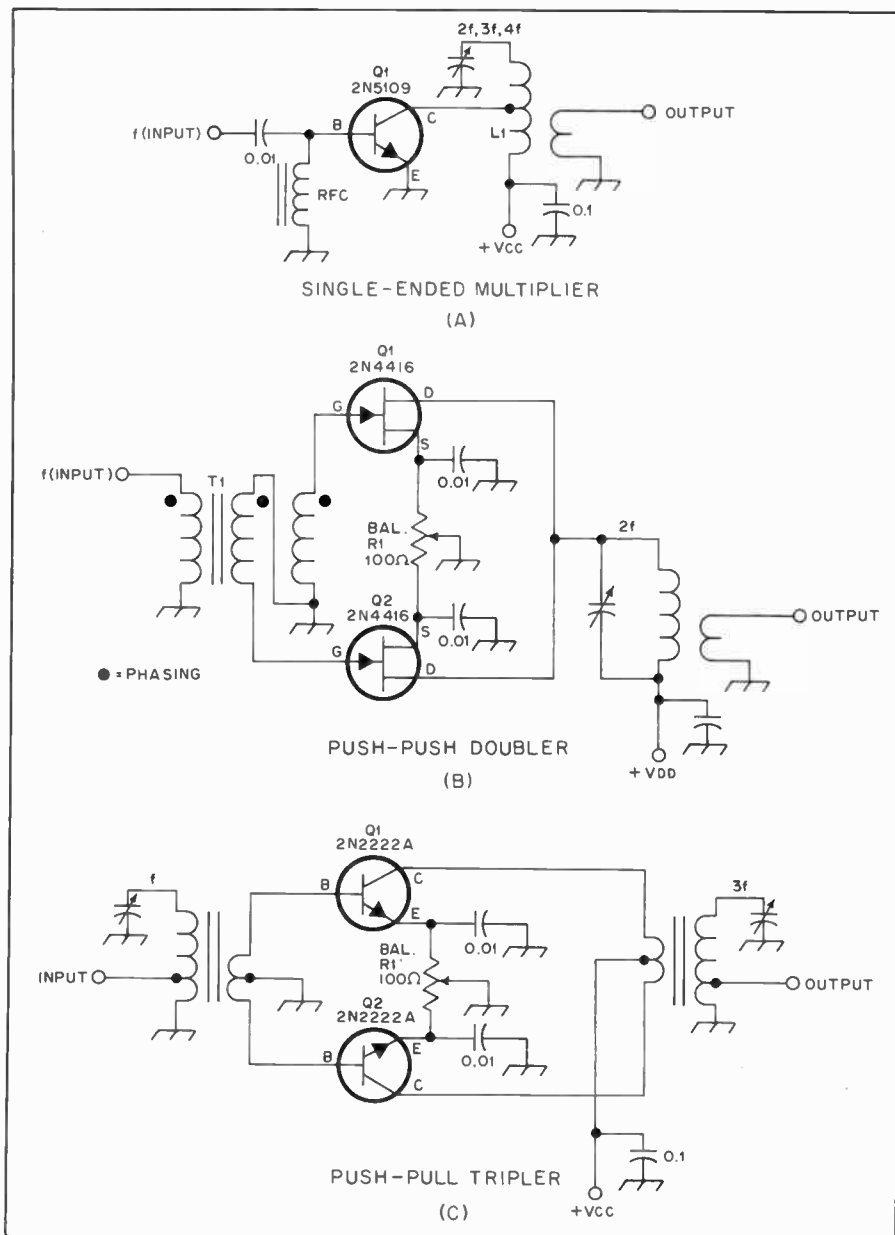 2f, 3f, 4f
Q1
2N5109
B
C
E
f(INPUT)
0.01
RFC
L1
OUTPUT
0.1
+VCC
SINGLE-ENDED MULTIPLIER
(A)
Q1
2N4416
G
D
S
0.01
f(INPUT)
T1
BAL.
R1
100Ω
2f
Q2
2N4416
S
0.01
G
D
OUTPUT
● = PHASING
PUSH-PUSH DOUBLER
(B)
+VDD
Q1
2N2222A
f
B
C
E
0.01
3f
INPUT
BAL.
R1
100Ω
OUTPUT
Q2
2N2222A
E
0.01
B
C
0.1
PUSH-PULL TRIPLER
(C)
+VCC